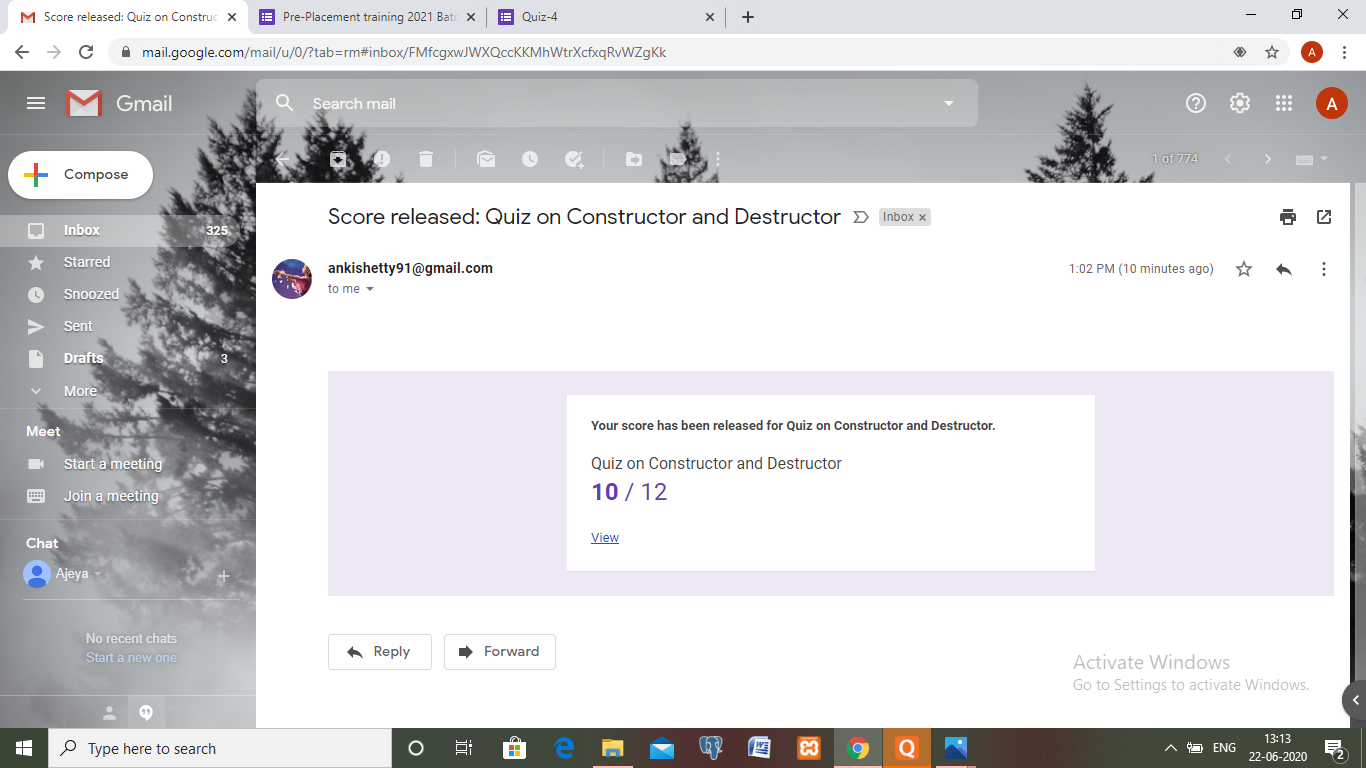 Score released: Quiz on Construc
Pre-Placement training 2021 Batc
Quiz-4
mail.google.com/mail/u/0/?tab=rm#inbox/FMfcgxwJWXQccKKMhWtrXcfxqRvWZgKk
A
Gmail
Search mail
A
Compose
1 of 774
Inbox 325
Starred
Snoozed
Sent
Drafts 3
More
Meet
Start a meeting
Join a meeting
Chat
Ajeya
No recent chats
Start a new one
Score released: Quiz on Constructor and Destructor
Inbox x
ankishetty91@gmail.com
1:02 PM (10 minutes ago)
to me
Your score has been released for Quiz on Constructor and Destructor.
Quiz on Constructor and Destructor
10 / 12
View
Reply
Forward
Activate Windows
Go to Settings to activate Windows.
Type here to search
ENG
13:13
22-06-2020
2